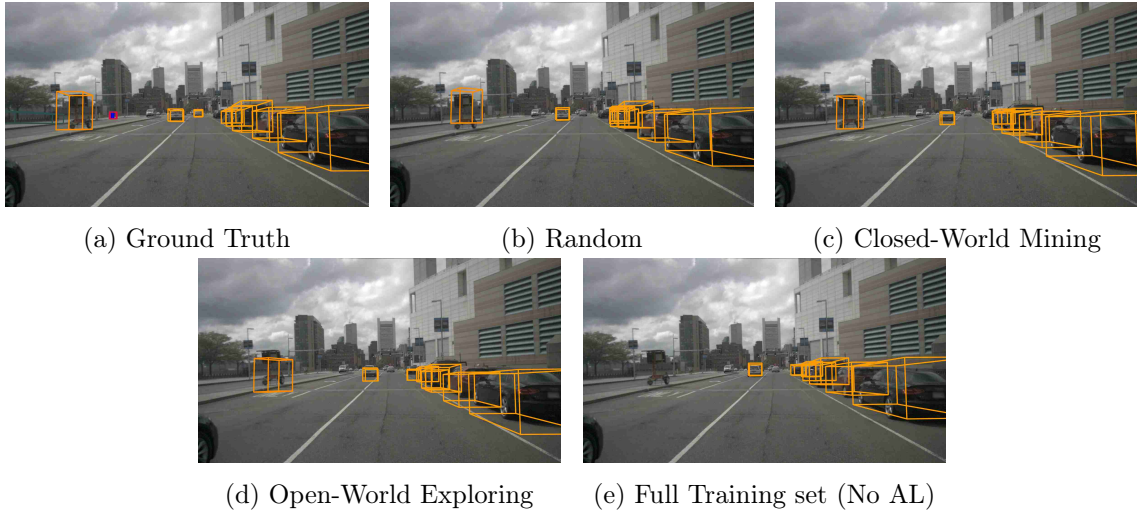 (a) Ground Truth
(b) Random
(c) Closed-World Mining
(d) Open-World Exploring
(e) Full Training set (No AL)